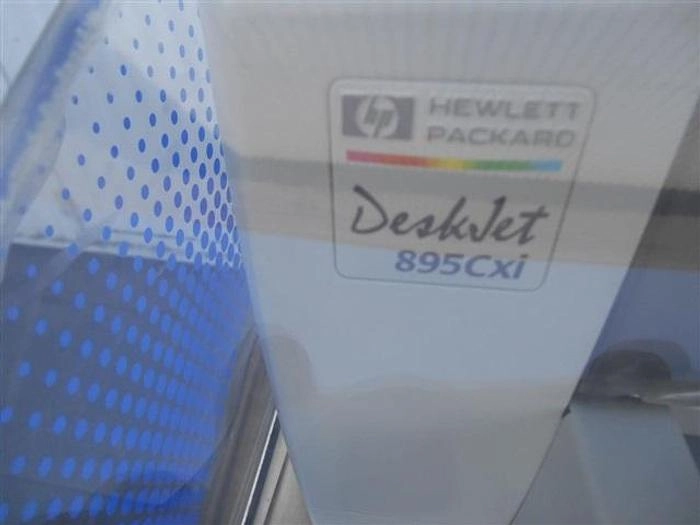 hp HEWLETT
PACKARD
DeskJet
895Cxi